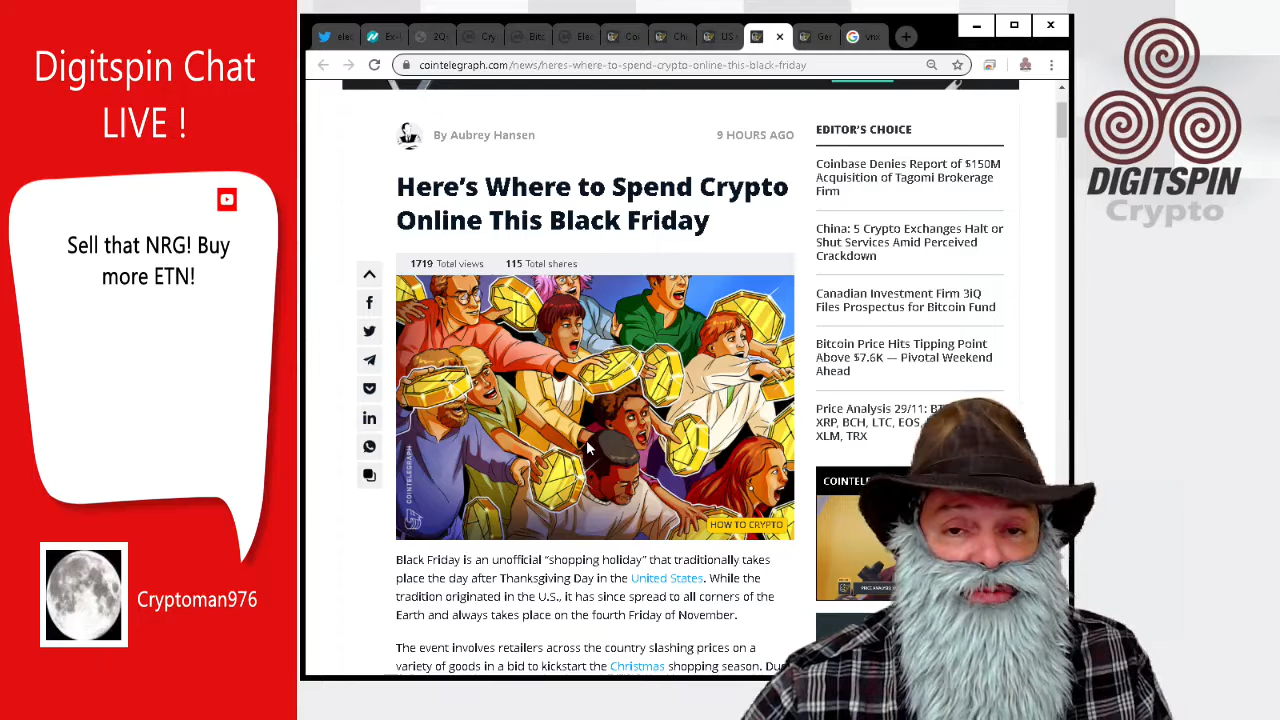 Digitspin Chat
LIVE !
Sell that NRG! Buy
more ETN!
Cryptoman976
Cry
Bitc
Elec
US
Ger
vnx
cointelegraph.com/news/heres-where-to-spend-crypto-online-this-black-friday
By Aubrey Hansen
9 HOURS AGO
Here's Where to Spend Crypto
Online This Black Friday
1719 Total views 115 Total shares
COINTELEGRAPH
HOW TO CRYPTO
Black Friday is an unofficial “shopping holiday” that traditionally takes
place the day after Thanksgiving Day in the United States. While the
tradition originated in the U.S., it has since spread to all corners of the
Earth and always takes place on the fourth Friday of November.
The event involves retailers across the country slashing prices on a
variety of goods in a bid to kickstart the Christmas shopping season.
EDITOR'S CHOICE
Coinbase Denies Report of $150M
Acquisition of Tagomi Brokerage
Firm
China: 5 Crypto Exchanges Halt or
Shut Services Amid Perceived
Crackdown
Canadian Investment Firm 3iQ
Files Prospectus for Bitcoin Fund
Bitcoin Price Hits Tipping Point
Above $7.6K — Pivotal Weekend
Ahead
Price Analysis 29/11:
XRP, BCH, LTC, EOS,
XLM, TRX
DIGITSPIN
Crypto